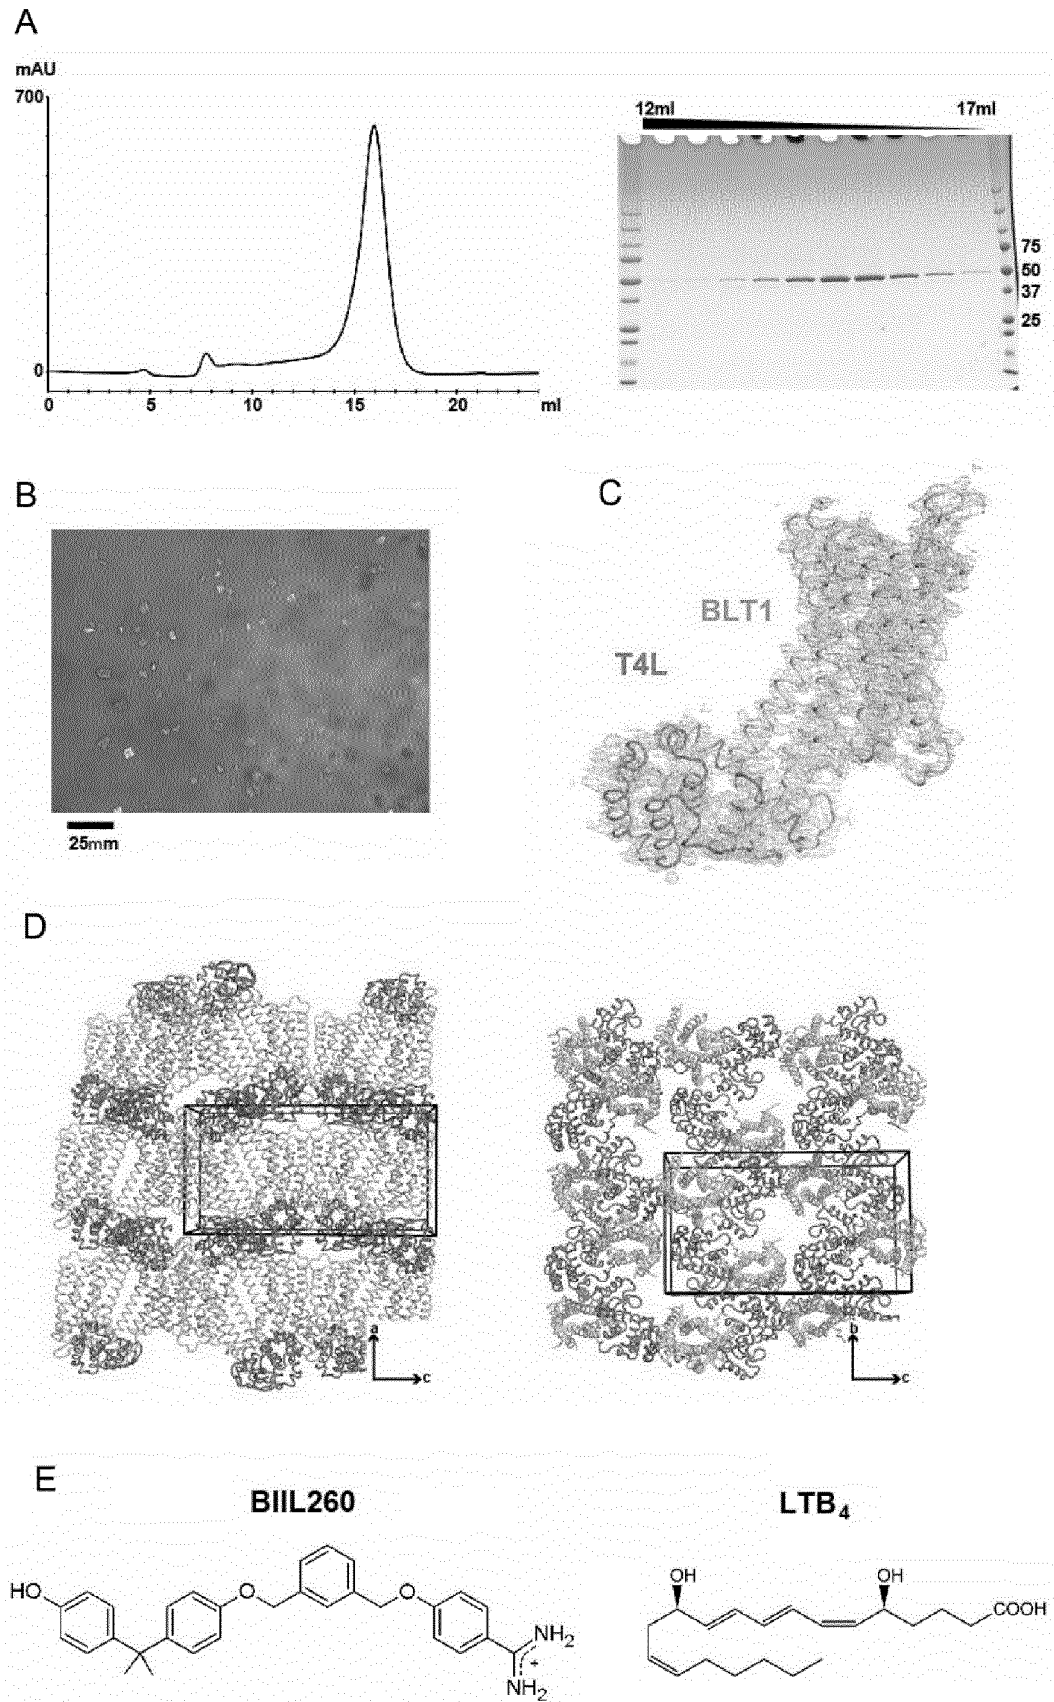 A
mAU
700
0
0 5 10 15 20 ml
12ml 17ml
75
50
37
25
B
25mm
C
BLT1
T4L
D
a
c
b
c
E
BIIL260
LTB4
HO
O
O
NH2
+
NH2
OH
OH
COOH